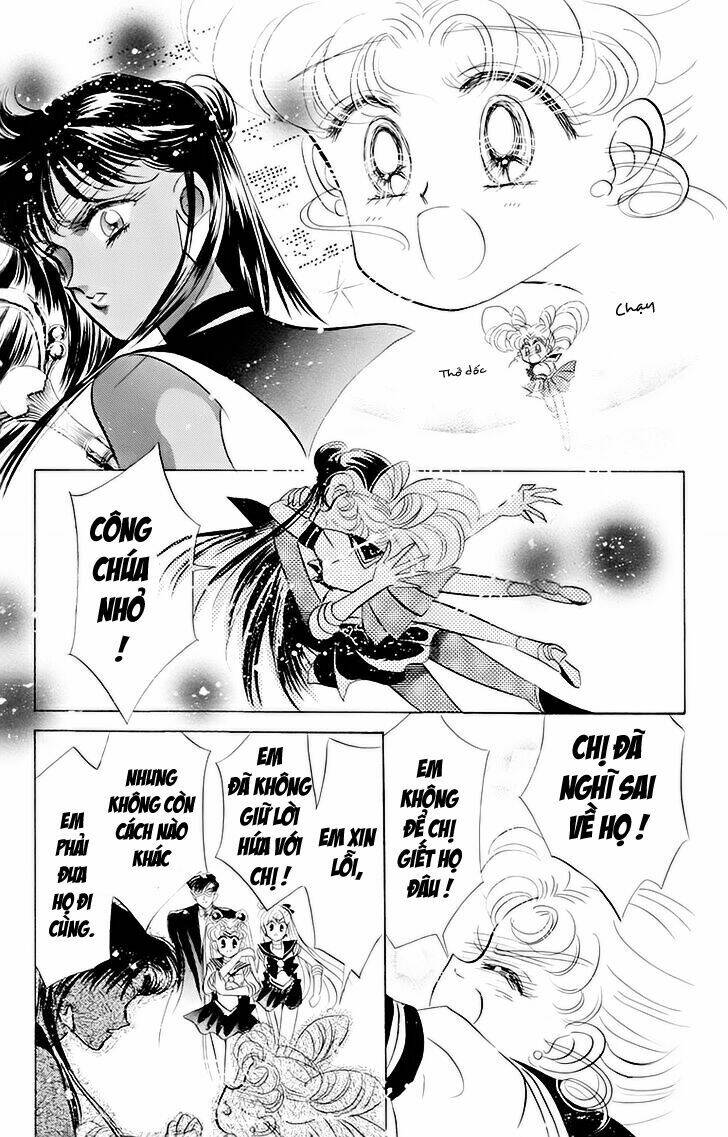 Chạy
Thở dốc
CÔNG
CHÚA
NHỎ
!
CHỊ ĐÃ
NGHĨ SAI
VỀ HỌ !
EM
KHÔNG
ĐỂ CHỊ
GIẾT HỌ
ĐÂU !
EM XIN
LỖI,
EM
ĐÃ KHÔNG
GIỮ LỜI
HỨA VỚI
CHỊ !
NHƯNG
KHÔNG CÒN
CÁCH NÀO
KHÁC
EM
PHẢI
ĐƯA
HỌ ĐI
CÙNG.